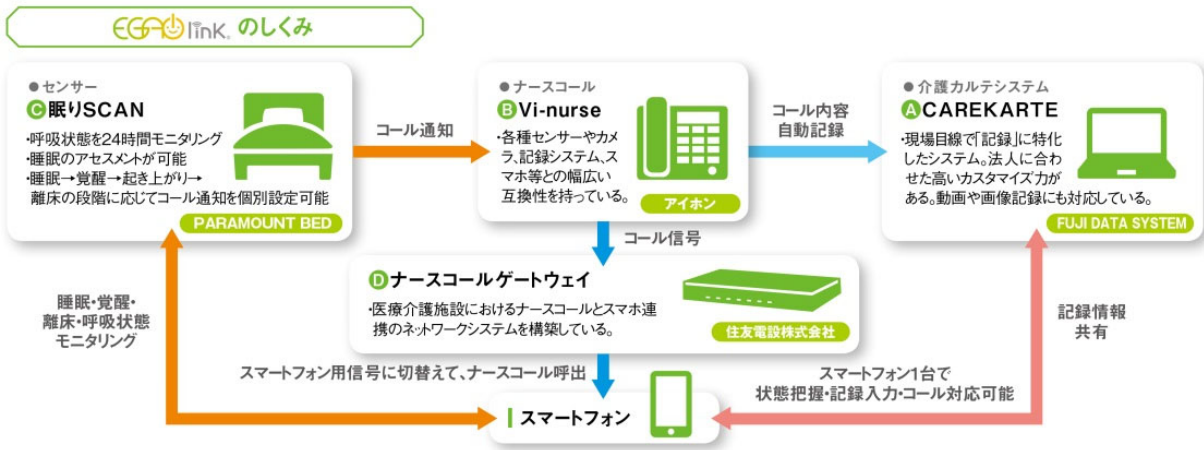 EGAO link® のしくみ
●センサー
C 眠りSCAN
・呼吸状態を24時間モニタリング
・睡眠のアセスメントが可能
・睡眠→覚醒→起き上がり→
離床の段階に応じてコール通知を個別設定可能
PARAMOUNT BED
コール通知
●ナースコール
B Vi-nurse
・各種センサーやカメ
ラ、記録システム、ス
マホ等との幅広い
互換性を持っている。
アイホン
コール内容
自動記録
●介護カルテシステム
A CAREKARTE
・現場目線で「記録」に特化
したシステム。法人に合わ
せた高いカスタマイズ力が
ある。動画や画像記録にも対応している。
FUJI DATA SYSTEM
コール信号
D ナースコールゲートウェイ
・医療介護施設におけるナースコールとスマホ連
携のネットワークシステムを構築している。
住友電設株式会社
睡眠・覚醒・
離床・呼吸状態
モニタリング
記録情報
共有
スマートフォン用信号に切替えて、ナースコール呼出
スマートフォン1台で
状態把握・記録入力・コール対応可能
スマートフォン